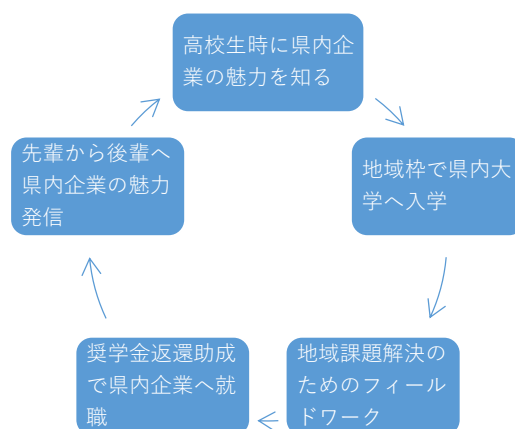 高校生時に県内企
業の魅力を知る
地域枠で県内大
学へ入学
地域課題解決の
ためのフィール
ドワーク
奨学金返還助成
で県内企業へ就
職
先輩から後輩へ
県内企業の魅力
発信